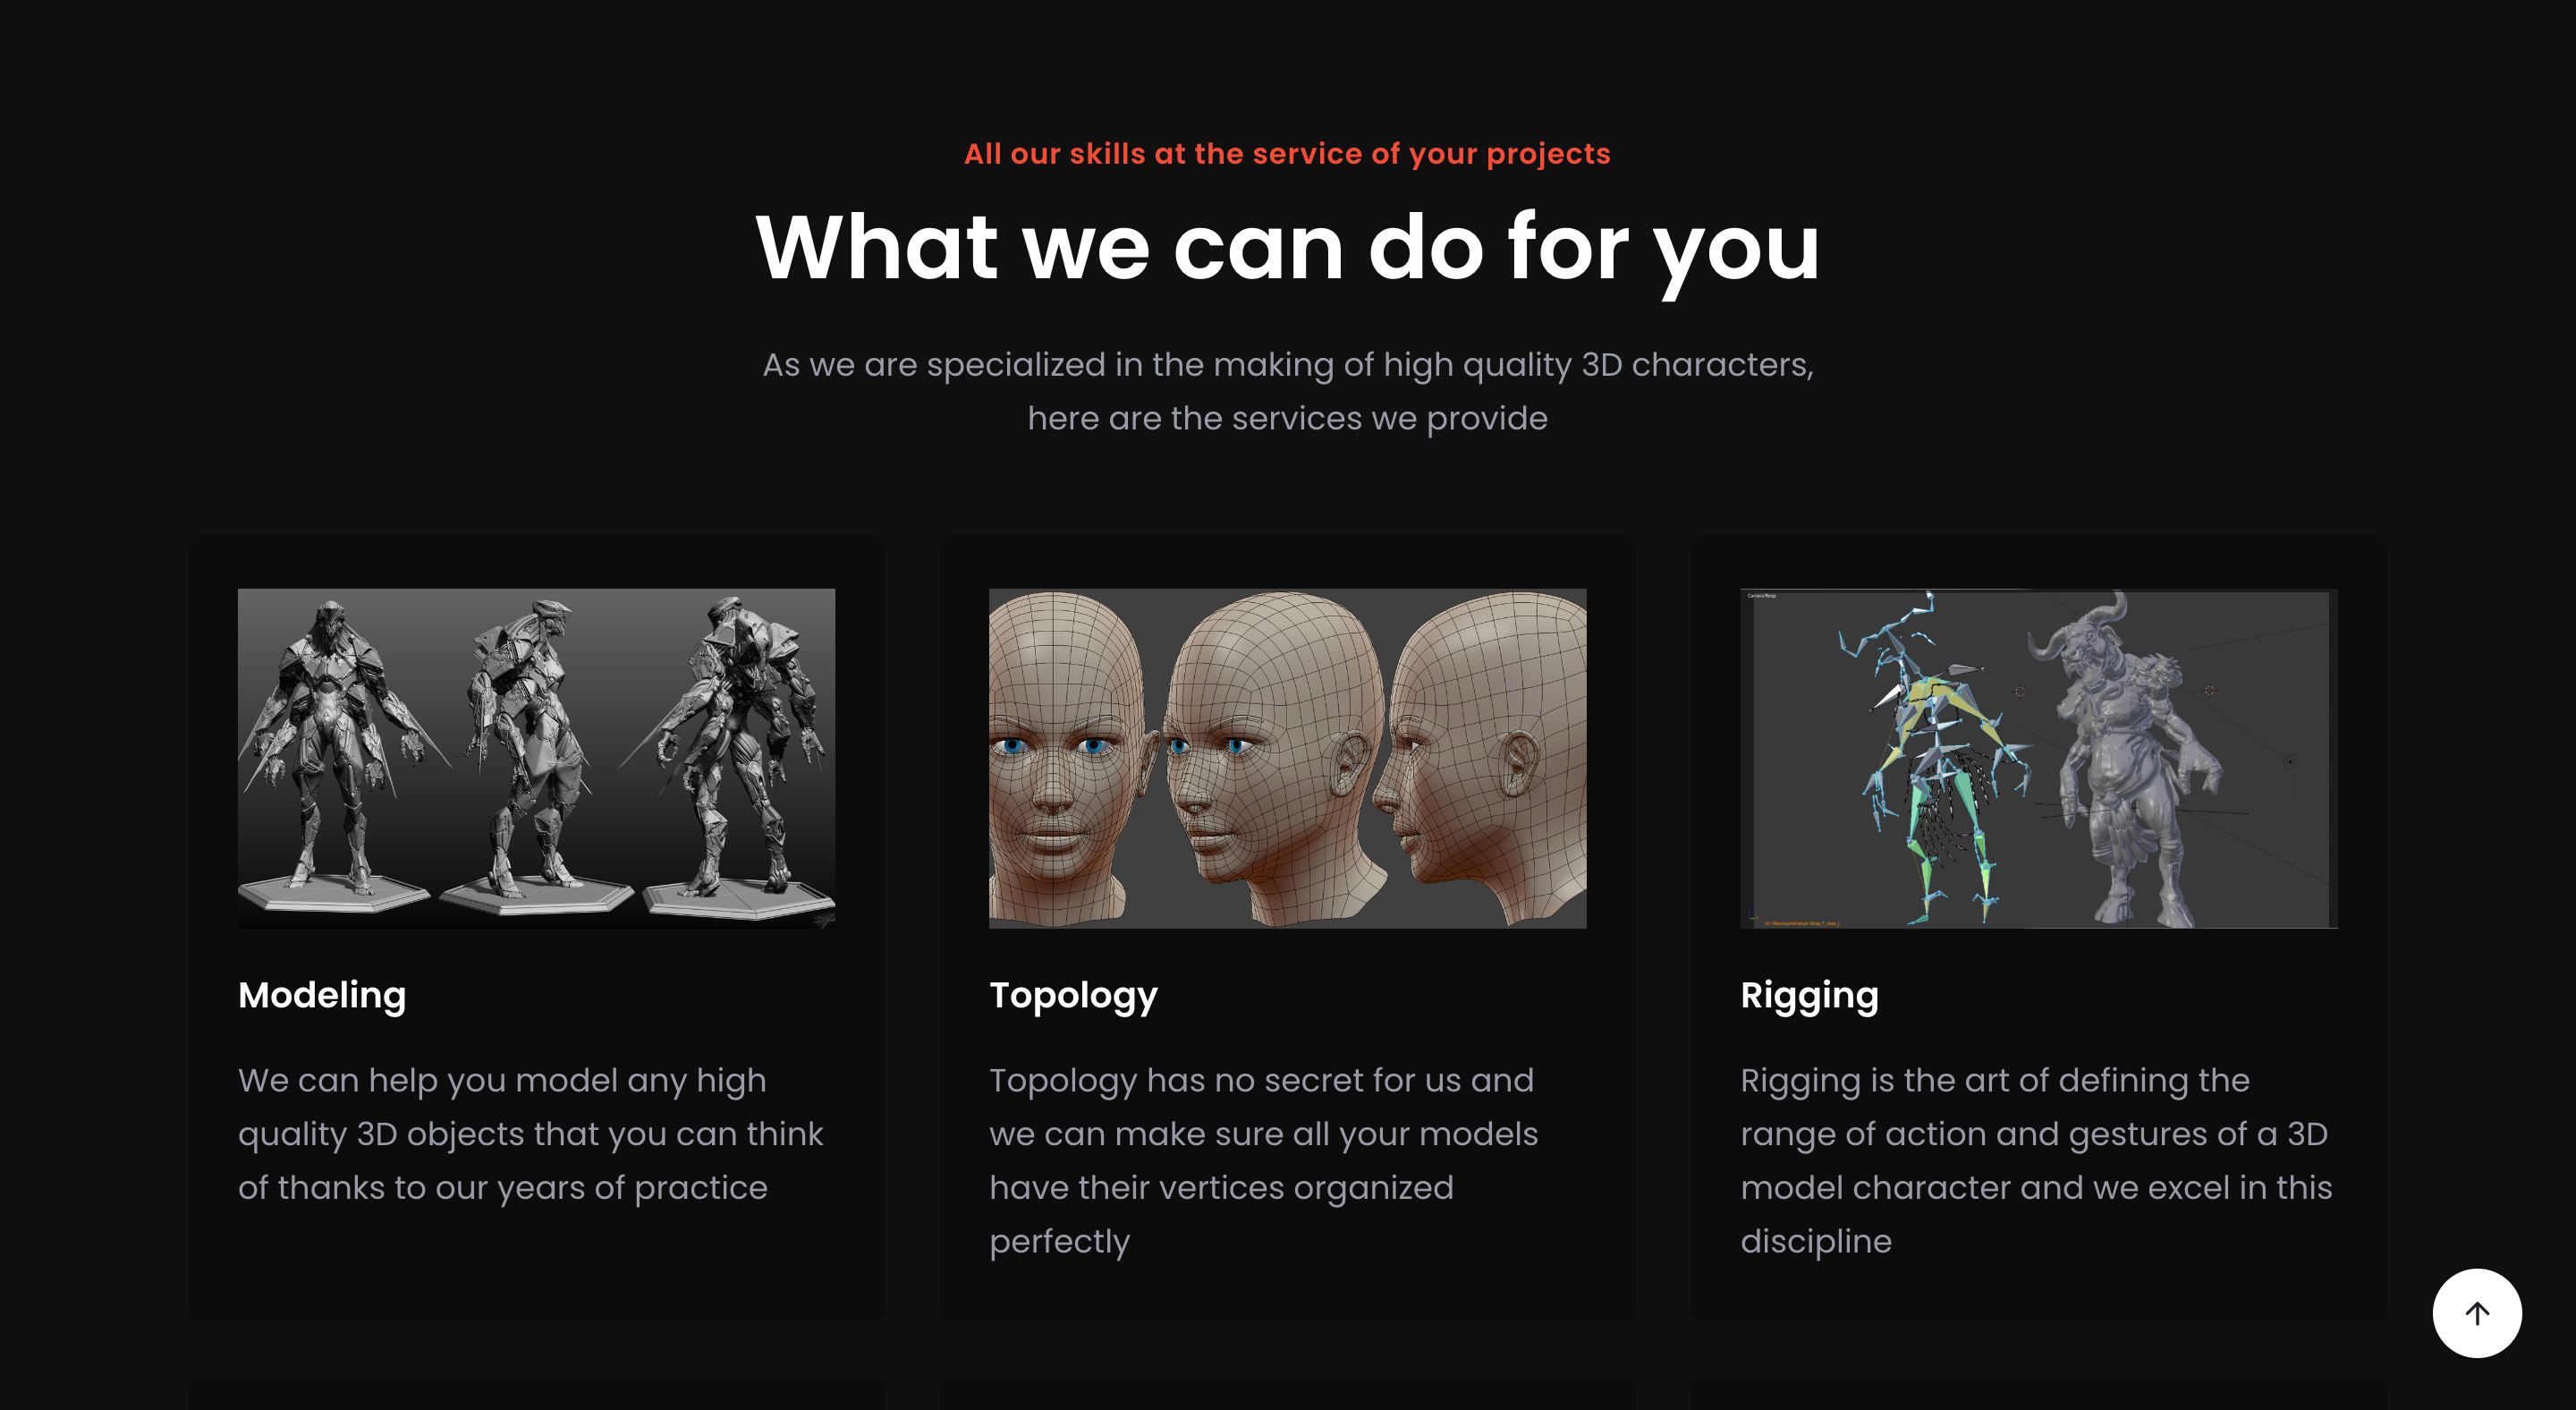 All our skills at the service of your projects
What we can do for you
As we are specialized in the making of high quality 3D characters,
here are the services we provide
Camera Persp
Modeling
We can help you model any high
quality 3D objects that you can think
of thanks to our years of practice
Topology
Topology has no secret for us and
we can make sure all your models
have their vertices organized
perfectly
Rigging
Rigging is the art of defining the
range of action and gestures of a 3D
model character and we excel in this
discipline